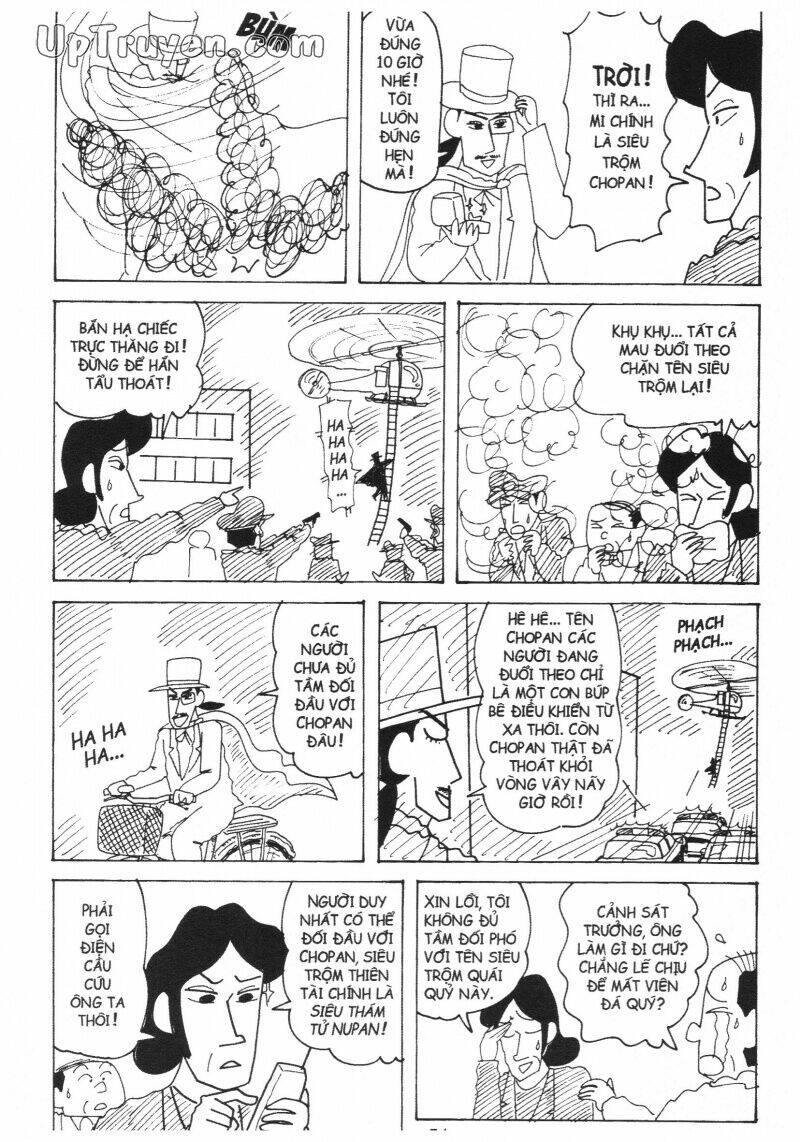 TRỜI!
THÌ RA...
MI CHÍNH
LÀ SIÊU
TRỘM
CHOPAN!
VỪA
ĐÚNG
10 GIỜ
NHÉ!
TÔI
LUÔN
ĐÚNG
HẸN
MÀ!
BÙM
UpTruyen.com
KHỤ KHỤ... TẤT CẢ
MAU ĐUỔI THEO
CHẶN TÊN SIÊU
TRỘM LẠI!
BẮN HẠ CHIẾC
TRỰC THĂNG ĐI!
ĐỪNG ĐỂ HẮN
TẨU THOÁT!
HA
HA
HA
HA
...
PHẠCH
PHẠCH...
HÊ HÊ... TÊN
CHOPAN CÁC
NGƯƠI ĐANG
ĐUỔI THEO CHỈ
LÀ MỘT CON BÚP
BÊ ĐIỀU KHIỂN TỪ
XA THÔI. CÒN
CHOPAN THẬT ĐÃ
THOÁT KHỎI
VÒNG VÂY NÃY
GIỜ RỒI!
CÁC
NGƯƠI
CHƯA ĐỦ
TẦM ĐỐI
ĐẦU VỚI
CHOPAN
ĐÂU!
HA HA
HA...
CẢNH SÁT
TRƯỞNG, ÔNG
LÀM GÌ ĐI CHỨ?
CHẲNG LẼ CHỊU
ĐỂ MẤT VIÊN
ĐÁ QUÝ?
XIN LỖI, TÔI
KHÔNG ĐỦ
TẦM ĐỐI PHÓ
VỚI TÊN SIÊU
TRỘM QUÁI
QUỶ NÀY.
NGƯỜI DUY
NHẤT CÓ THỂ
ĐỐI ĐẦU VỚI
CHOPAN, SIÊU
TRỘM THIÊN
TÀI CHÍNH LÀ
SIÊU THÁM
TỬ NUPAN!
PHẢI
GỌI
ĐIỆN
CẦU
CỨU
ÔNG TA
THÔI!